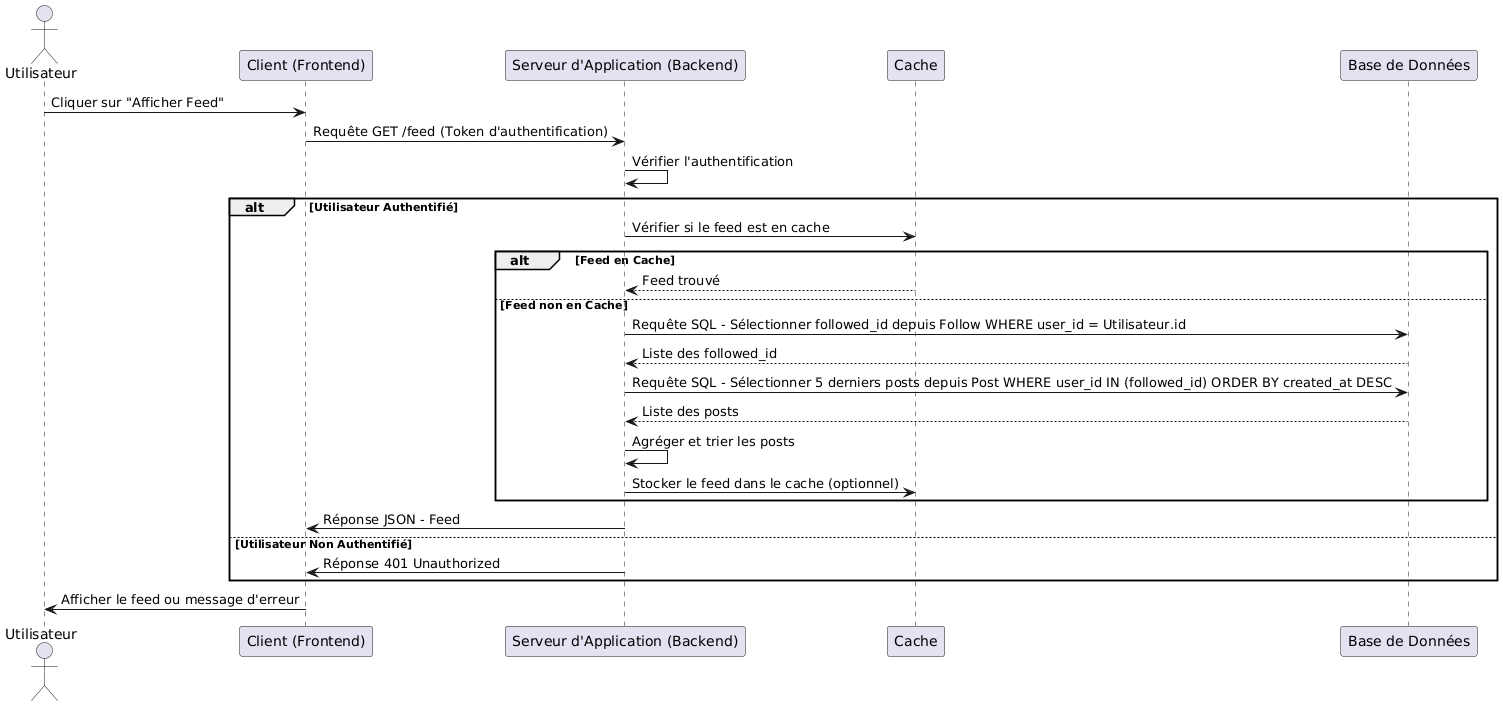 Utilisateur
Client (Frontend)
Serveur d'Application (Backend)
Cache
Base de Données
Cliquer sur "Afficher Feed"
Requête GET /feed (Token d'authentification)
Vérifier l'authentification
alt
[Utilisateur Authentifié]
Vérifier si le feed est en cache
alt
[Feed en Cache]
Feed trouvé
[Feed non en Cache]
Requête SQL - Sélectionner followed_id depuis Follow WHERE user_id = Utilisateur.id
Liste des followed_id
Requête SQL - Sélectionner 5 derniers posts depuis Post WHERE user_id IN (followed_id) ORDER BY created_at DESC
Liste des posts
Agréger et trier les posts
Stocker le feed dans le cache (optionnel)
Réponse JSON - Feed
[Utilisateur Non Authentifié]
Réponse 401 Unauthorized
Afficher le feed ou message d'erreur
Utilisateur
Client (Frontend)
Serveur d'Application (Backend)
Cache
Base de Données